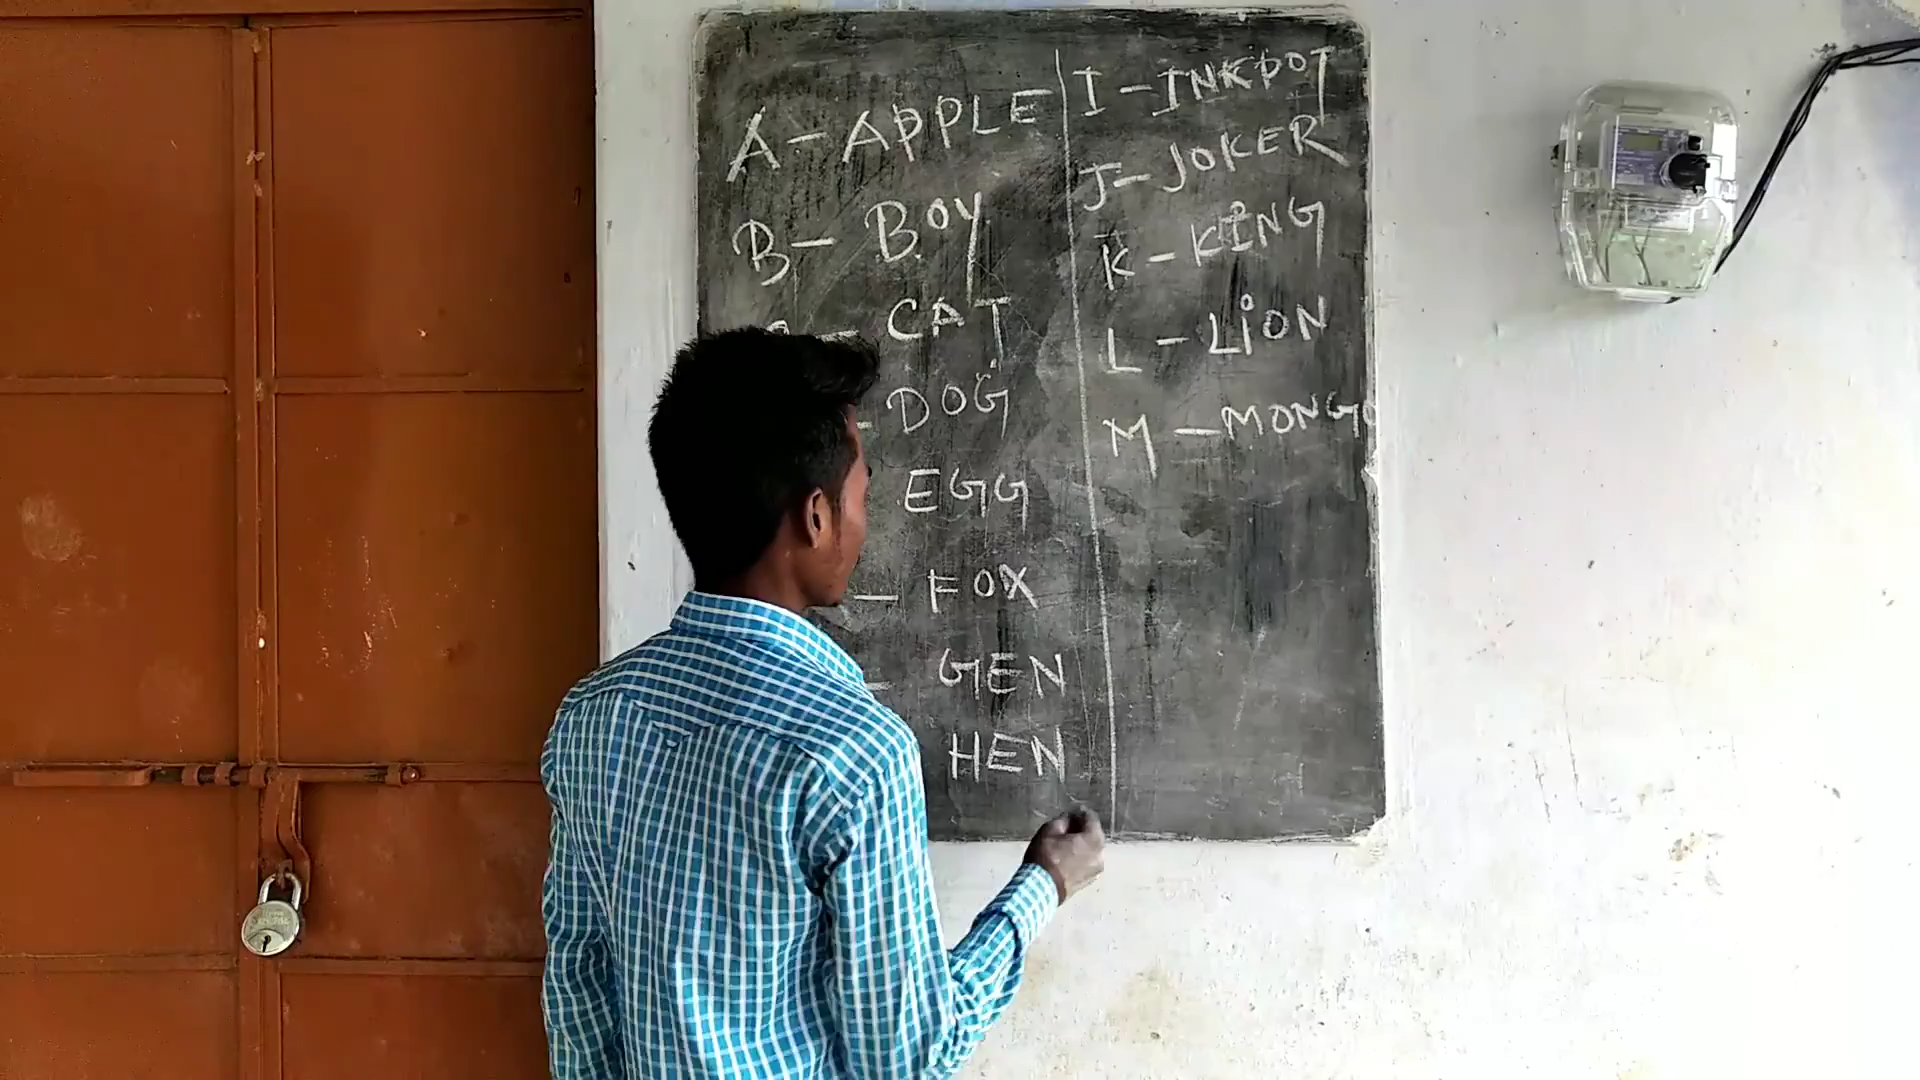 A - APPLE
B - BOY
- CAT
- DOG
EGG
- FOX
- GEN
HEN
I - INKPOT
J - JOKER
K - KING
L - LION
M - MONGO